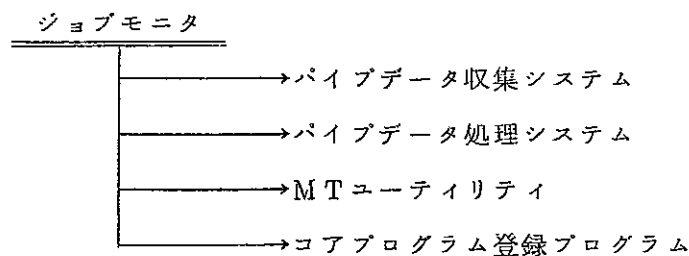 ジョブモニタ
パイプデータ収集システム
パイプデータ処理システム
MTユーティリティ
コアプログラム登録プログラム